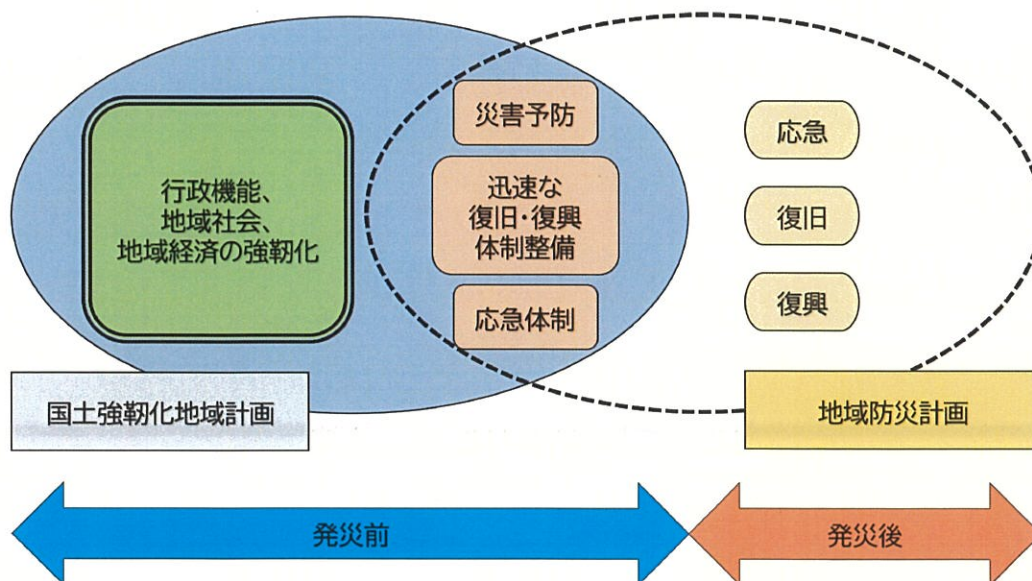 行政機能、
地域社会、
地域経済の強靭化
災害予防
迅速な
復旧・復興
体制整備
応急体制
応急
復旧
復興
国土強靭化地域計画
地域防災計画
発災前
発災後